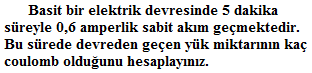 Basit bir elektrik devresinde 5 dakika
süreyle 0,6 amperlik sabit akım geçmektedir.
Bu sürede devreden geçen yük miktarının kaç
coulomb olduğunu hesaplayınız.